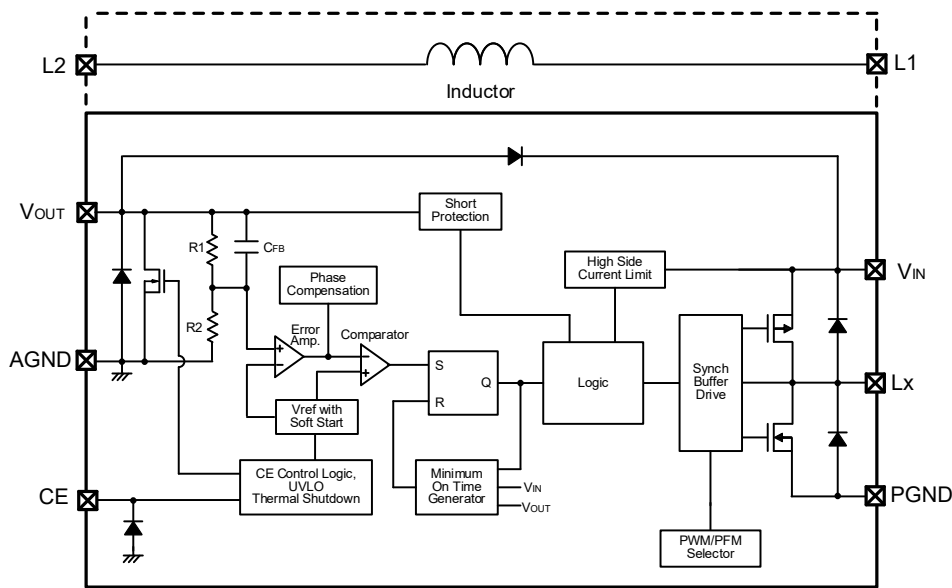 L2
L1
Inductor
VOUT
Short
Protection
R1
CFB
High Side
Current Limit
VIN
Phase
Compensation
R2
Error
Amp.
Comparator
AGND
S
Q
R
Logic
Synch
Buffer
Drive
Lx
Vref with
Soft Start
CE Control Logic,
UVLO
Thermal Shutdown
Minimum
On Time
Generator
VIN
VOUT
CE
PGND
PWM/PFM
Selector